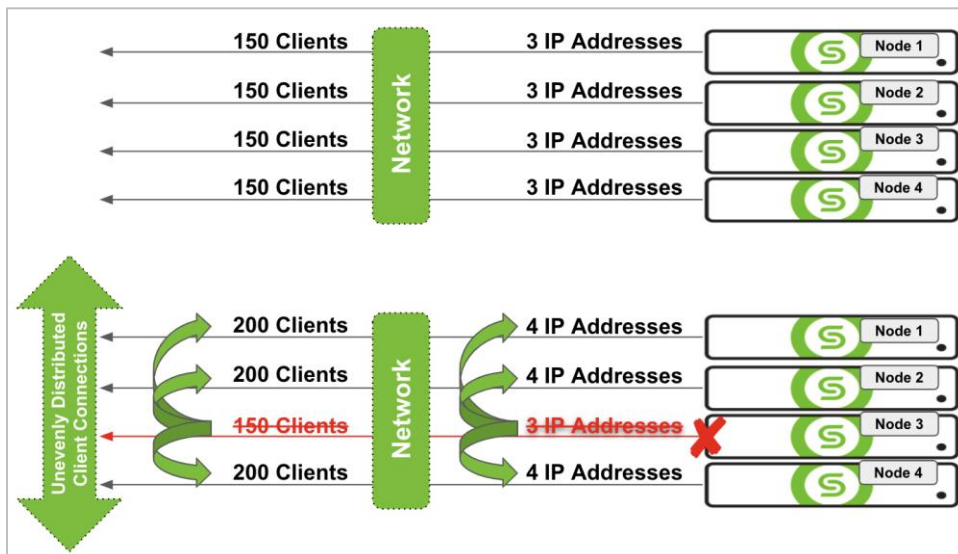 150 Clients 3 IP Addresses Node 1
150 Clients 3 IP Addresses Node 2
150 Clients 3 IP Addresses Node 3
150 Clients 3 IP Addresses Node 4
Network
Unevenly Distributed
Client Connections
200 Clients 4 IP Addresses Node 1
200 Clients 4 IP Addresses Node 2
150 Clients 3 IP Addresses Node 3
200 Clients 4 IP Addresses Node 4
Network